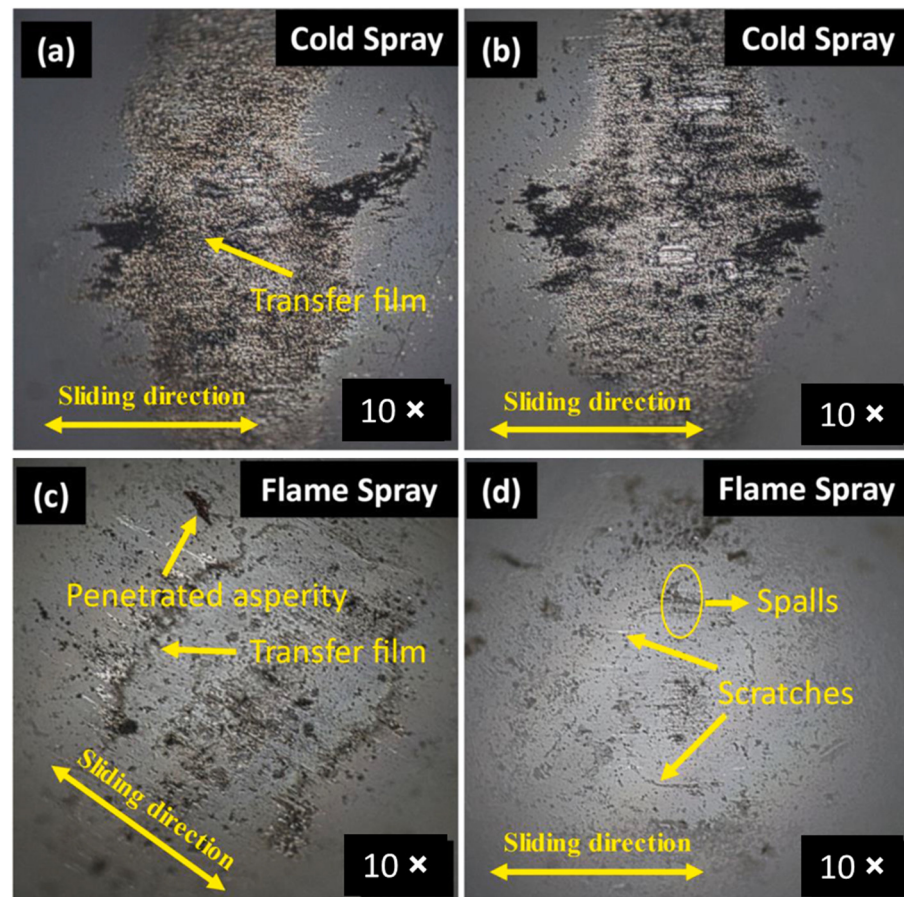 (a)
Cold Spray
Transfer film
Sliding direction
10 ×
(b)
Cold Spray
Sliding direction
10 ×
(c)
Flame Spray
Penetrated asperity
Transfer film
Sliding direction
10 ×
(d)
Flame Spray
Spalls
Scratches
Sliding direction
10 ×